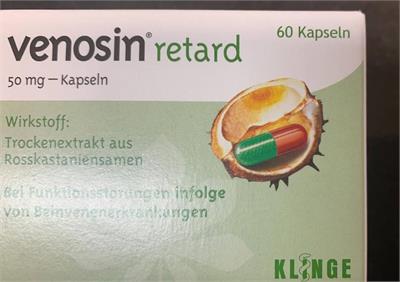 venosin® retard
60 Kapseln
50 mg – Kapseln
Wirkstoff:
Trockenextrakt aus
Rosskastaniensamen
Bei Funktionsstörungen infolge
von Beinvenenerkrankungen
KLINGE